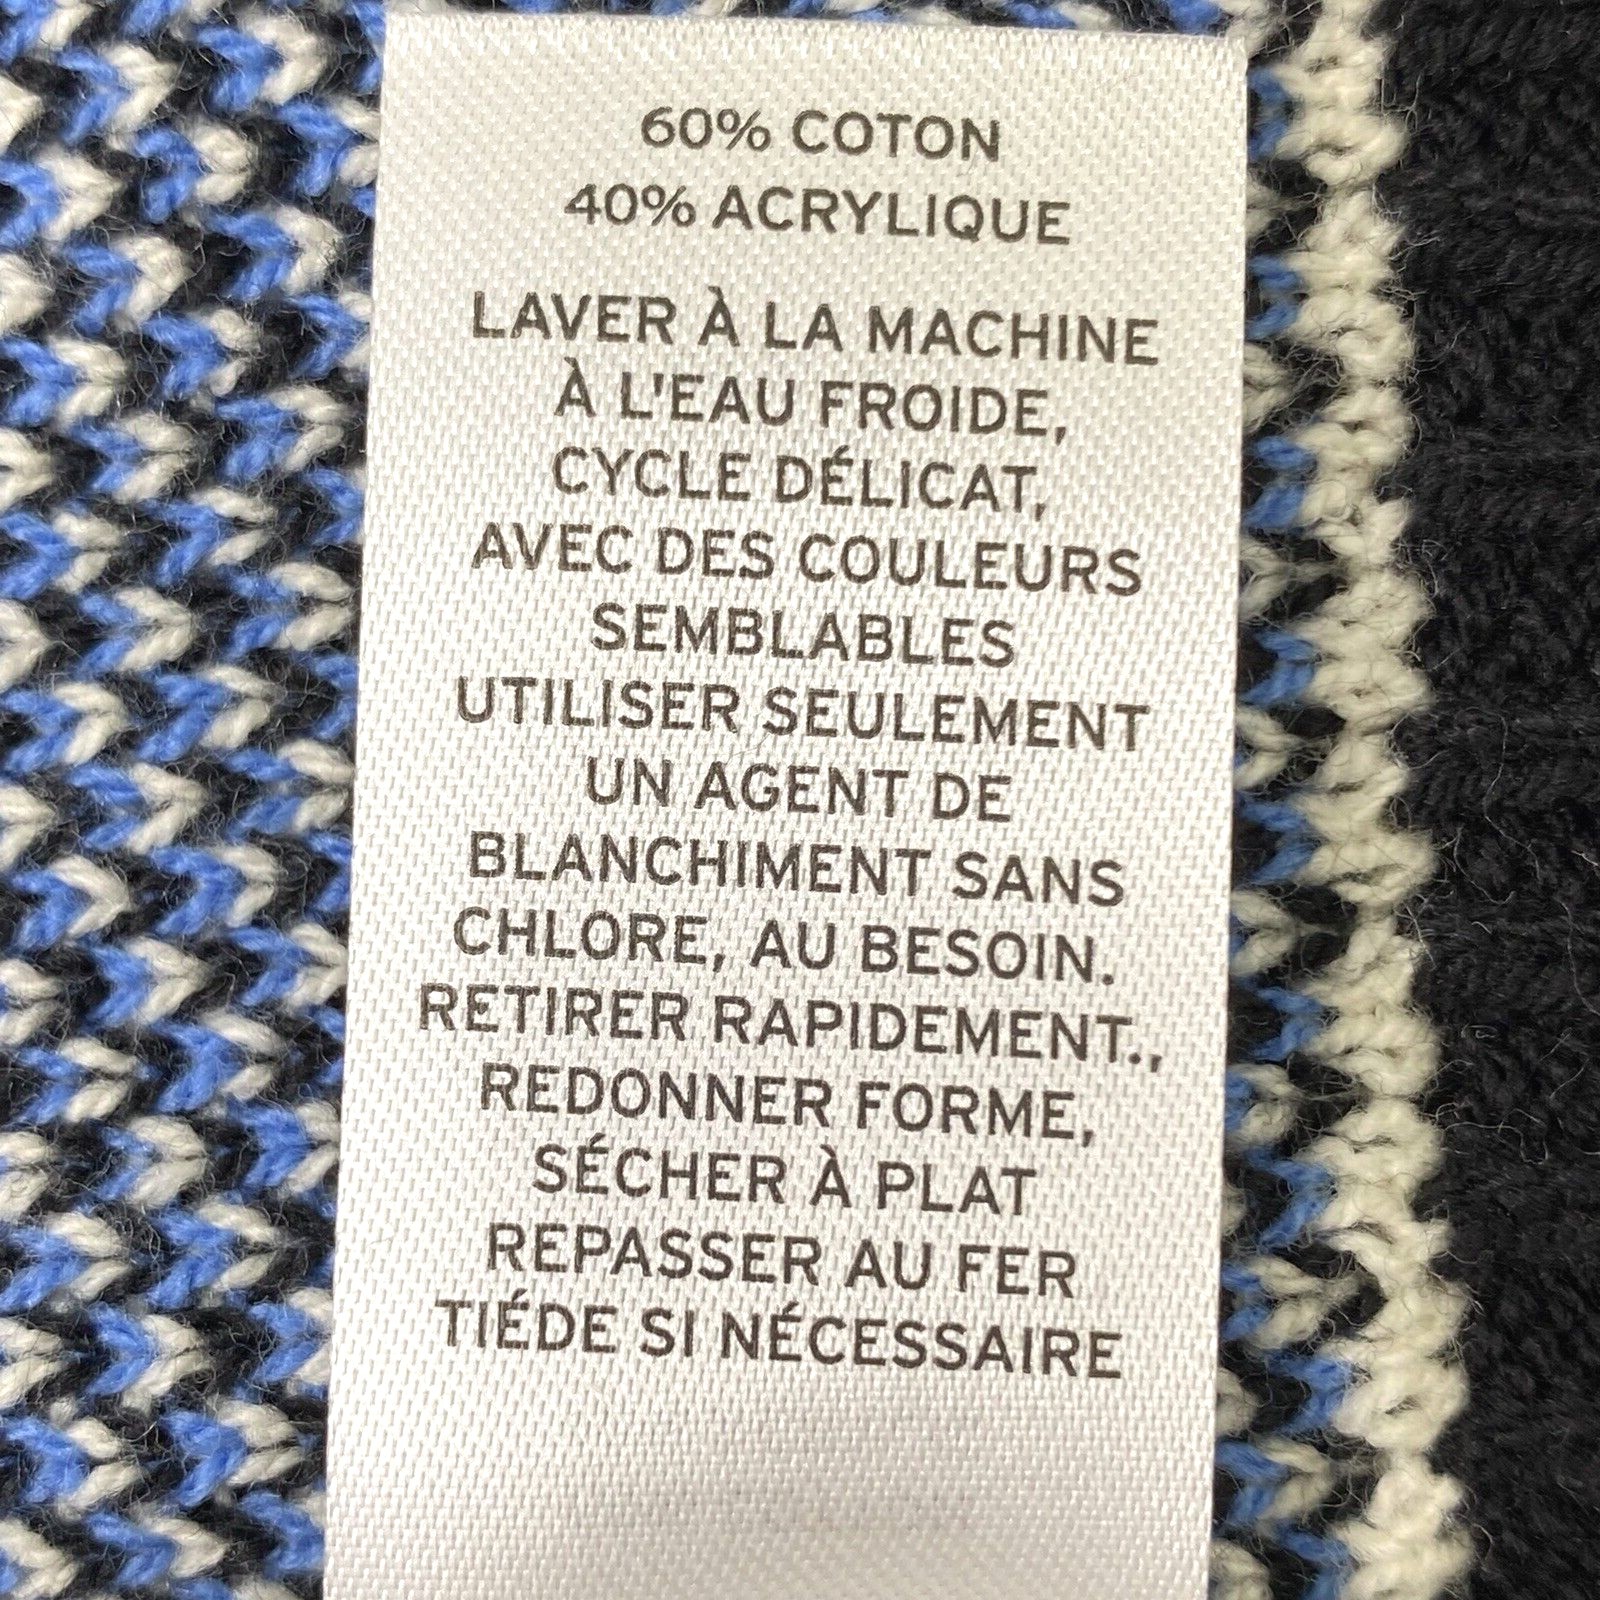 60% COTON
40% ACRYLIQUE
LAVER À LA MACHINE
À L'EAU FROIDE,
CYCLE DÉLICAT,
AVEC DES COULEURS
SEMBLABLES
UTILISER SEULEMENT
UN AGENT DE
BLANCHIMENT SANS
CHLORE, AU BESOIN.
RETIRER RAPIDEMENT.,
REDONNER FORME,
SÉCHER À PLAT
REPASSER AU FER
TIÉDE SI NÉCESSAIRE